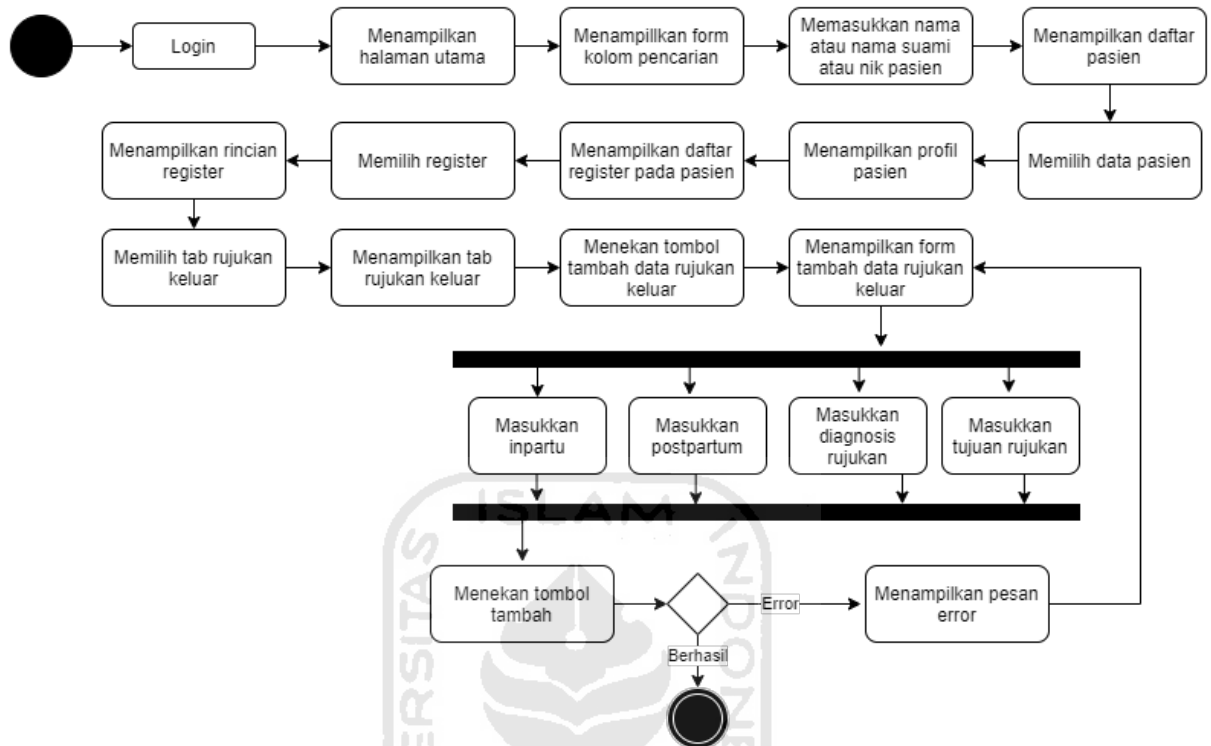 Login
Menampilkan
halaman utama
Menampillkan form
kolom pencarian
Memasukkan nama
atau nama suami
atau nik pasien
Menampilkan daftar
pasien
Menampilkan rincian
register
Memilih register
Menampilkan daftar
register pada pasien
Menampilkan profil
pasien
Memilih data pasien
Memilih tab rujukan
keluar
Menampilkan tab
rujukan keluar
Menekan tombol
tambah data rujukan
keluar
Menampilkan form
tambah data rujukan
keluar
Masukkan
inpartu
Masukkan
postpartum
Masukkan
diagnosis
rujukan
Masukkan
tujuan rujukan
ISLAM
Menekan tombol
tambah
Error
Menampilkan pesan
error
Berhasil